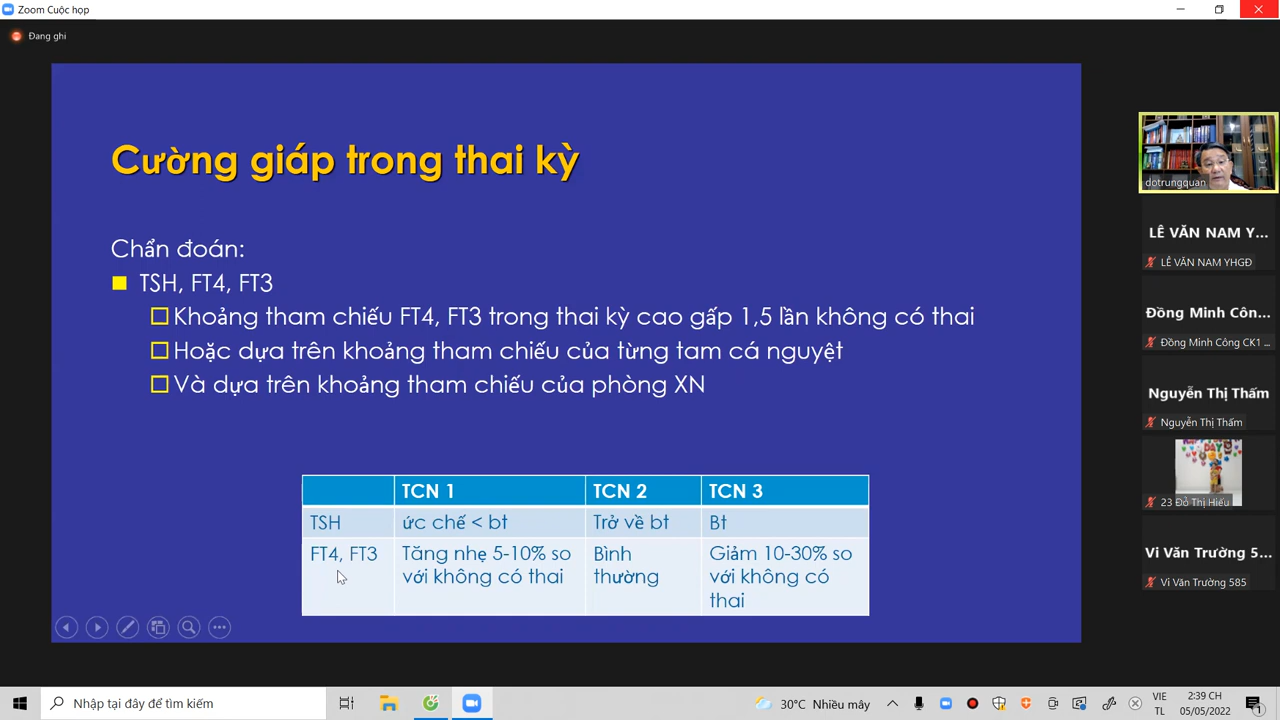 Zoom Cuộc họp
Đang ghi
Cường giáp trong thai kỳ
Chẩn đoán:
TSH, FT4, FT3
Khoảng tham chiếu FT4, FT3 trong thai kỳ cao gấp 1,5 lần không có thai
Hoặc dựa trên khoảng tham chiếu của từng tam cá nguyệt
Và dựa trên khoảng tham chiếu của phòng XN
TCN 1 TCN 2 TCN 3
TSH ức chế < bt Trở về bt Bt
FT4, FT3 Tăng nhẹ 5-10% so Bình Giảm 10-30% so
với không có thai thường với không có
thai
dotrungquan
LÊ VĂN NAM Y...
LÊ VĂN NAM YHGĐ
Đồng Minh Côn...
Đồng Minh Công CK1 ...
Nguyễn Thị Thấm
Nguyễn Thị Thấm
23 Đỗ Thị Hiếu
Vi Văn Trường 5...
Vi Văn Trường 585
Nhập tại đây để tìm kiếm
30°C Nhiều mây
VIE
TL
2:39 CH
05/05/2022
1